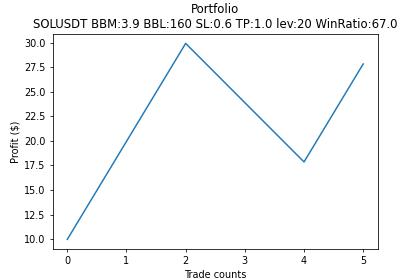 Portfolio
SOLUSDT BBM:3.9 BBL:160 SL:0.6 TP:1.0 lev:20 WinRatio:67.0
30.0
27.5
25.0
22.5
20.0
17.5
15.0
12.5
10.0
Profit ($)
0 1 2 3 4 5
Trade counts